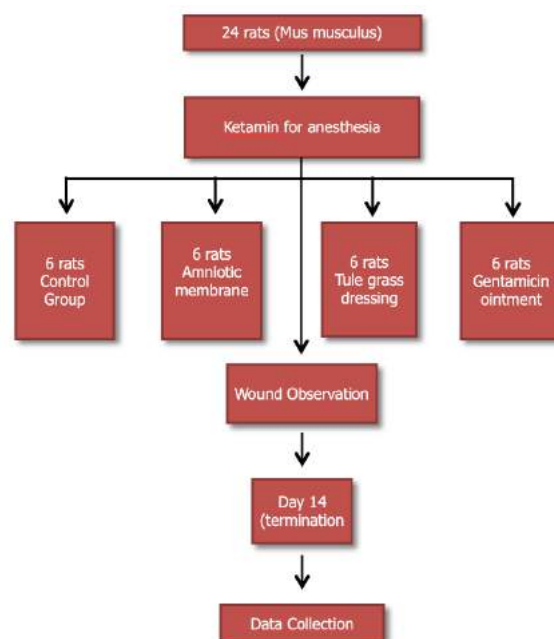 24 rats (Mus musculus)
Ketamin for anesthesia
6 rats
Control
Group
6 rats
Amniotic
membrane
6 rats
Tule grass
dressing
6 rats
Gentamicin
ointment
Wound Observation
Day 14
(termination
Data Collection